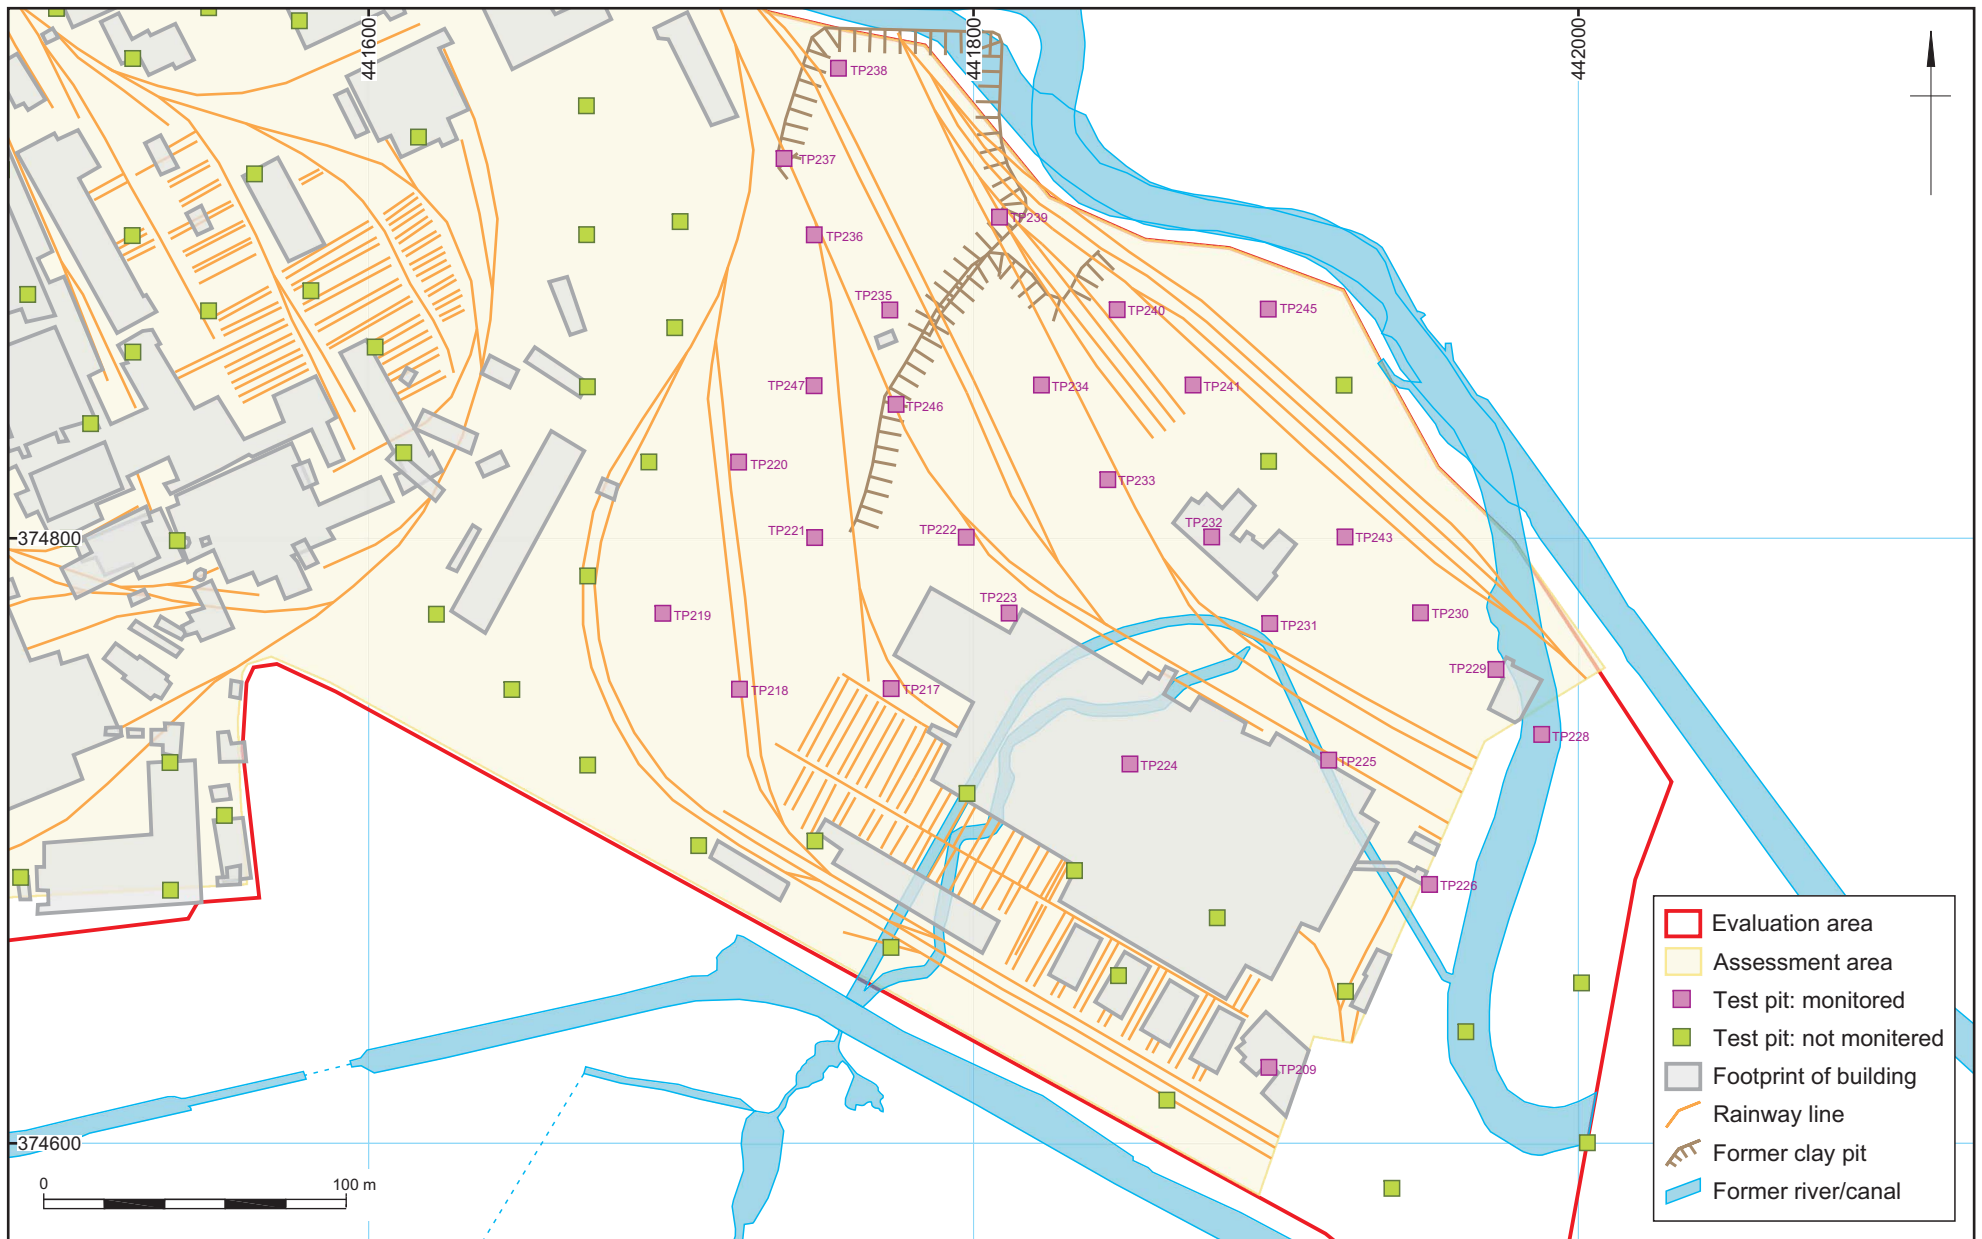 441600
441800
442000
TP238
TP237
TP239
TP236
TP235
TP240
TP245
TP247
TP246
TP234
TP241
TP220
TP233
374800
TP221
TP222
TP232
TP243
TP219
TP223
TP231
TP230
TP218
TP217
TP229
TP228
TP224
TP225
TP226
TP209
374600
0
100 m
Evaluation area
Assessment area
Test pit: monitored
Test pit: not monitered
Footprint of building
Rainway line
Former clay pit
Former river/canal